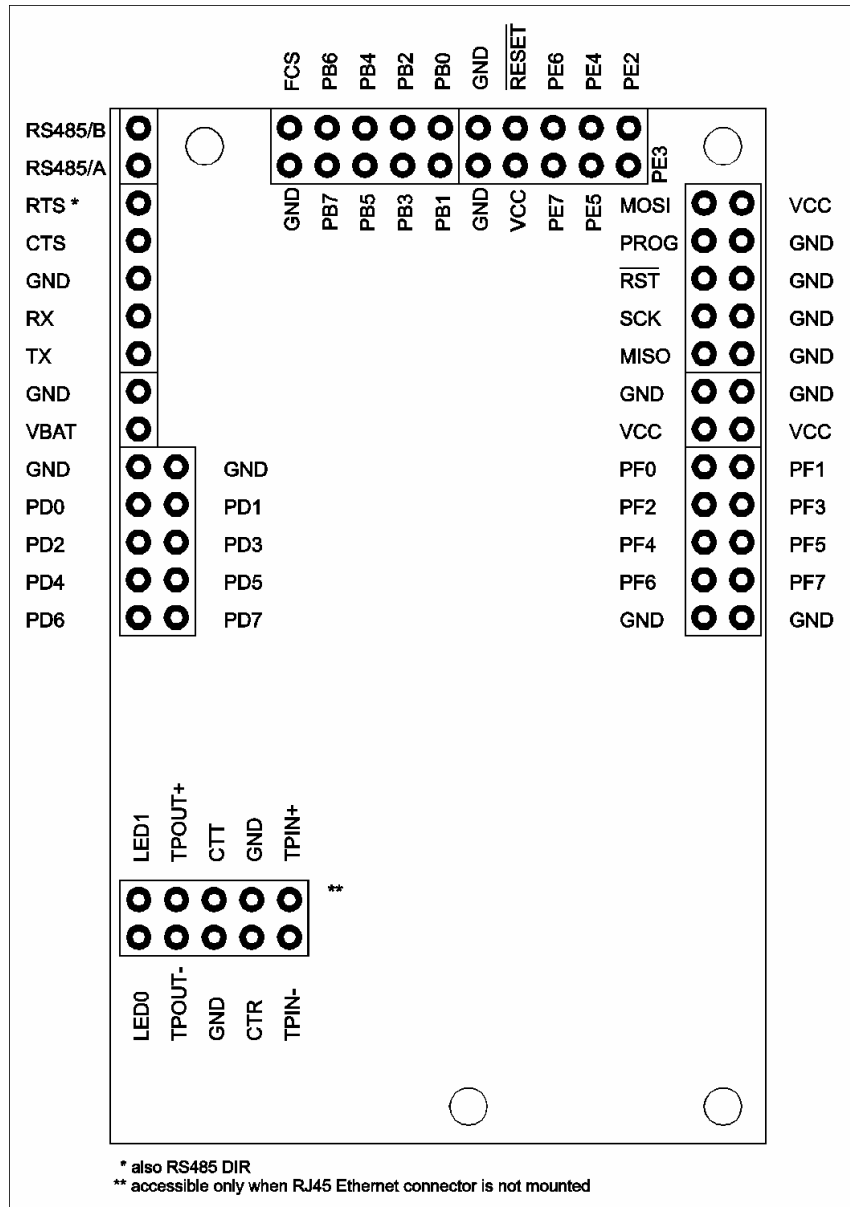 FCS PB6 PB4 PB2 PB0 GND RESET PE6 PE4 PE2
RS485/B
RS485/A
PE3
GND PB7 PB5 PB3 PB1 GND VCC PE7 PE5
RTS * MOSI VCC
CTS PROG GND
GND RST GND
RX SCK GND
TX MISO GND
GND GND GND
VBAT VCC VCC
GND GND PF0 PF1
PD0 PD1 PF2 PF3
PD2 PD3 PF4 PF5
PD4 PD5 PF6 PF7
PD6 PD7 GND GND
LED1 TPOUT+ CTT GND TPIN+
**
LED0 TPOUT- GND CTR TPIN-
* also RS485 DIR
** accessible only when RJ45 Ethernet connector is not mounted